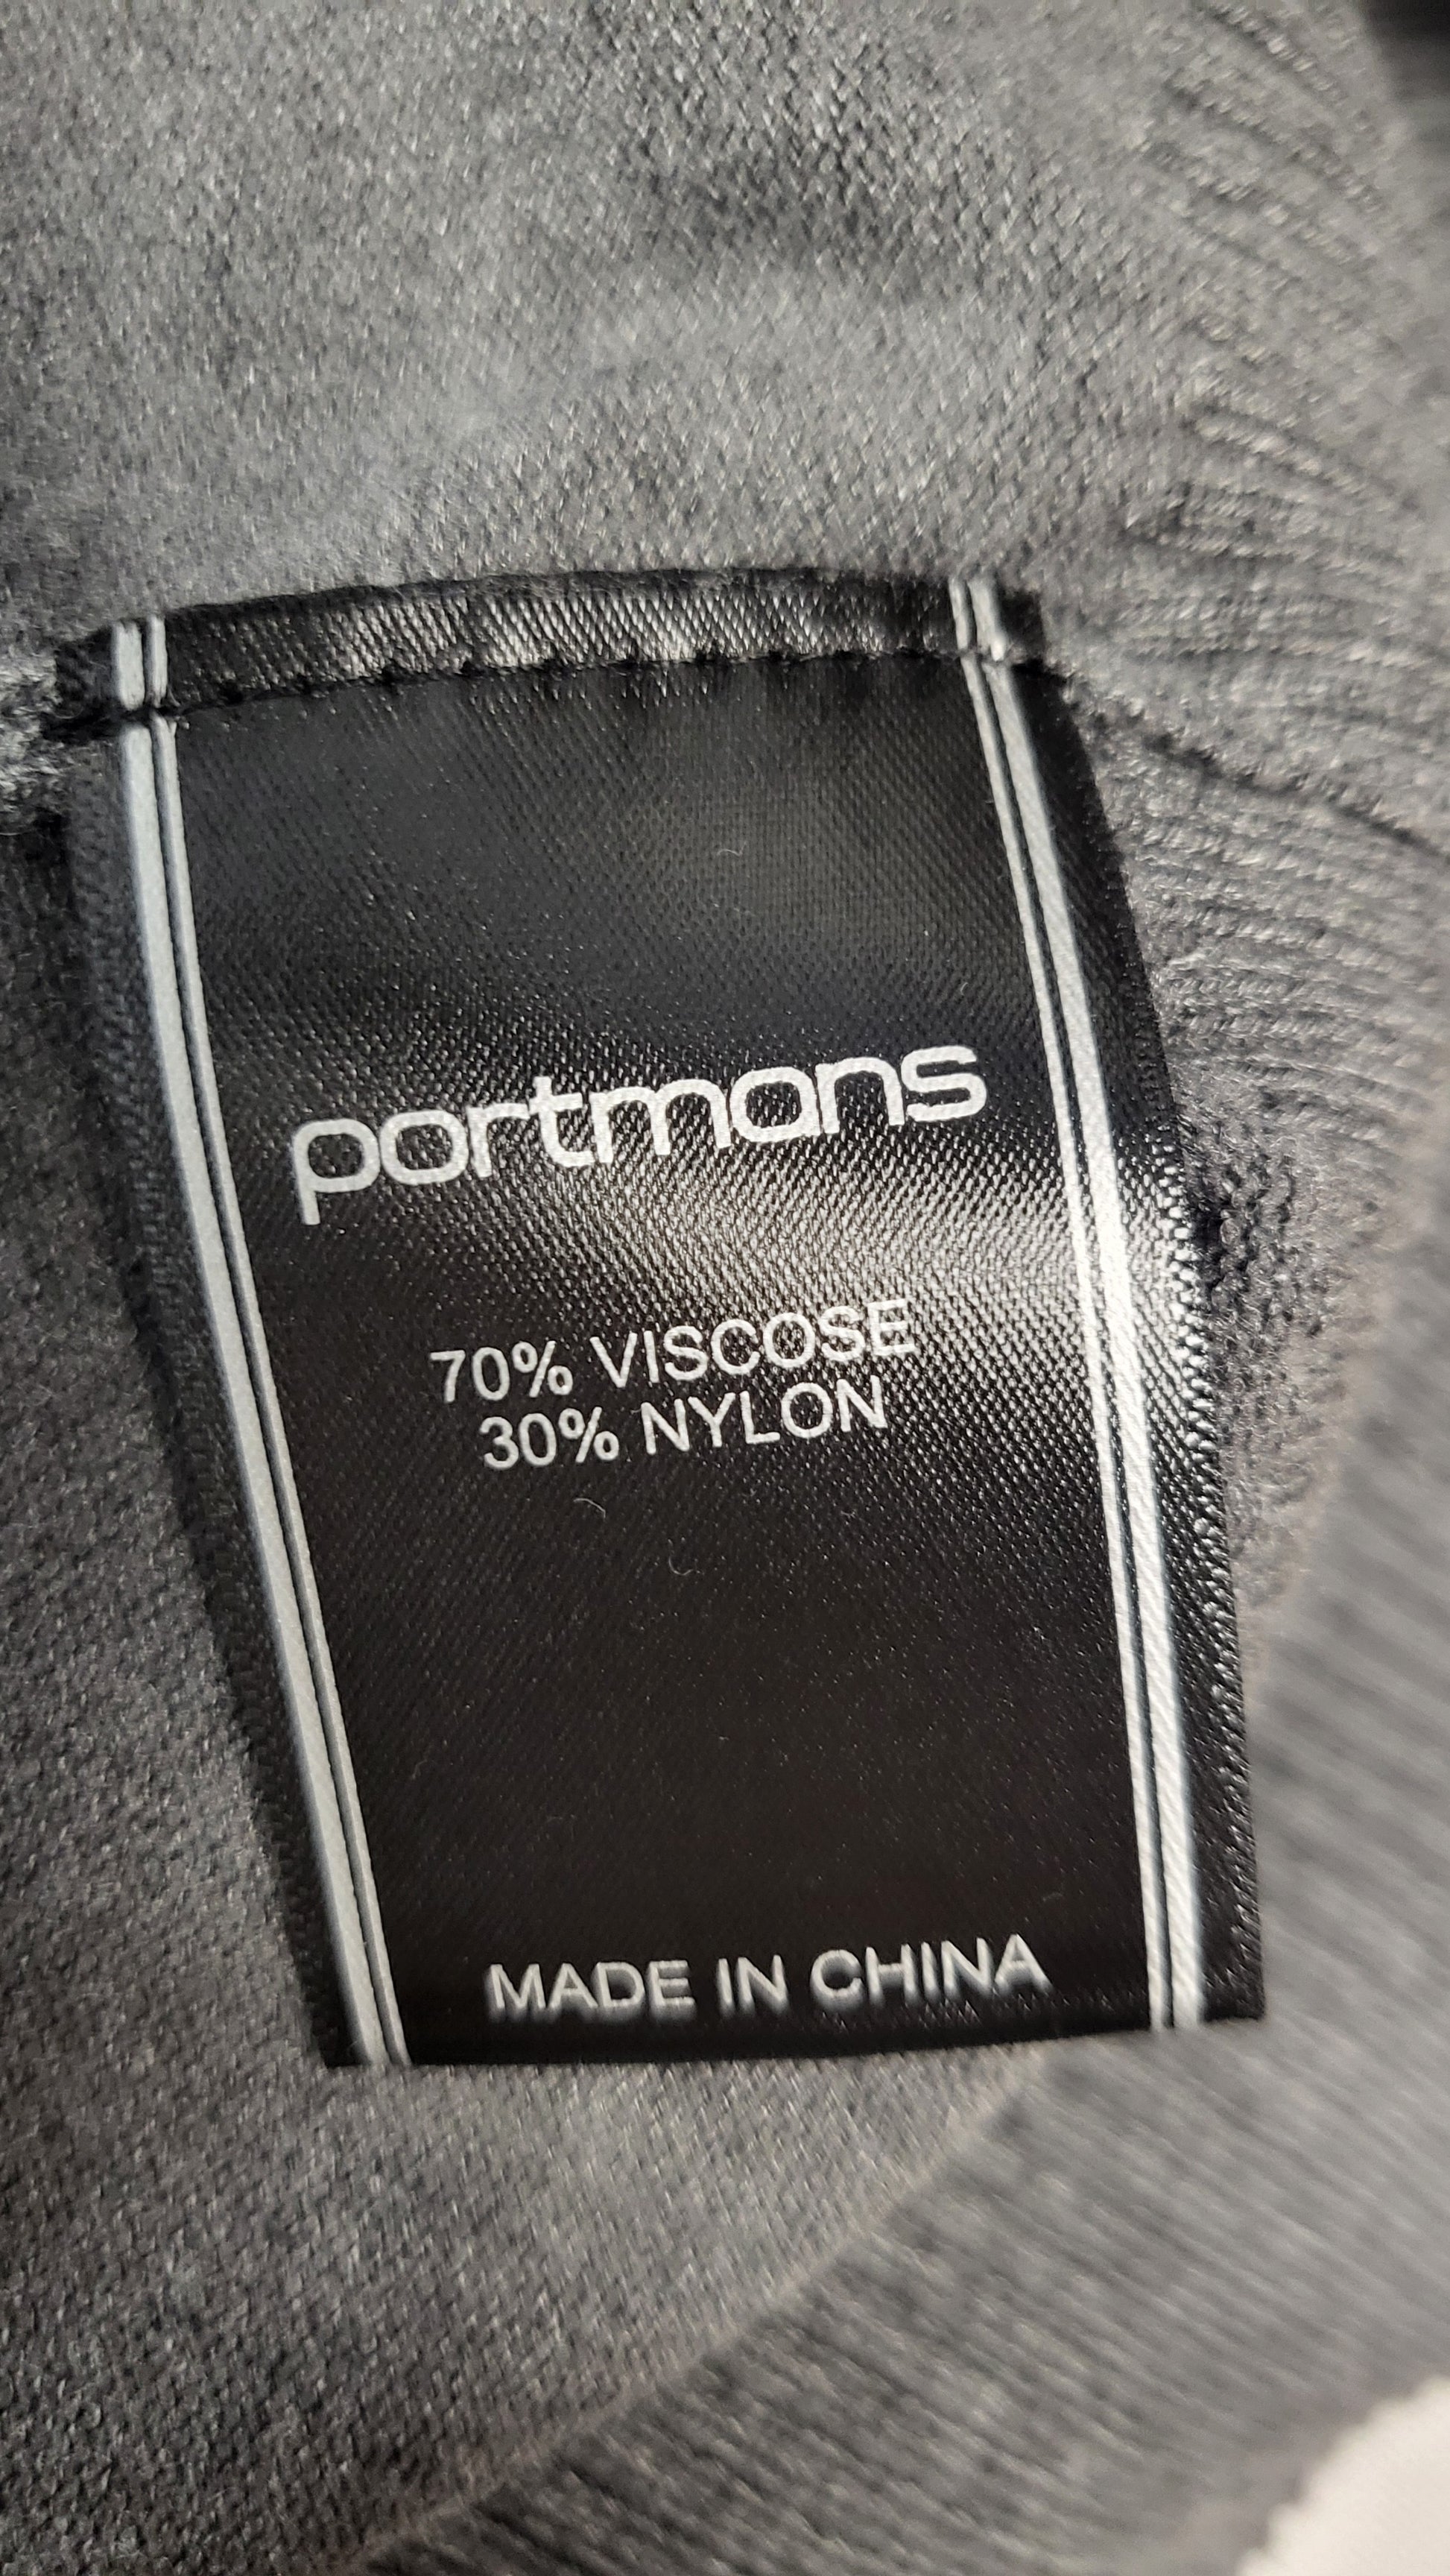 portmans
70% VISCOSE
30% NYLON
MADE IN CHINA